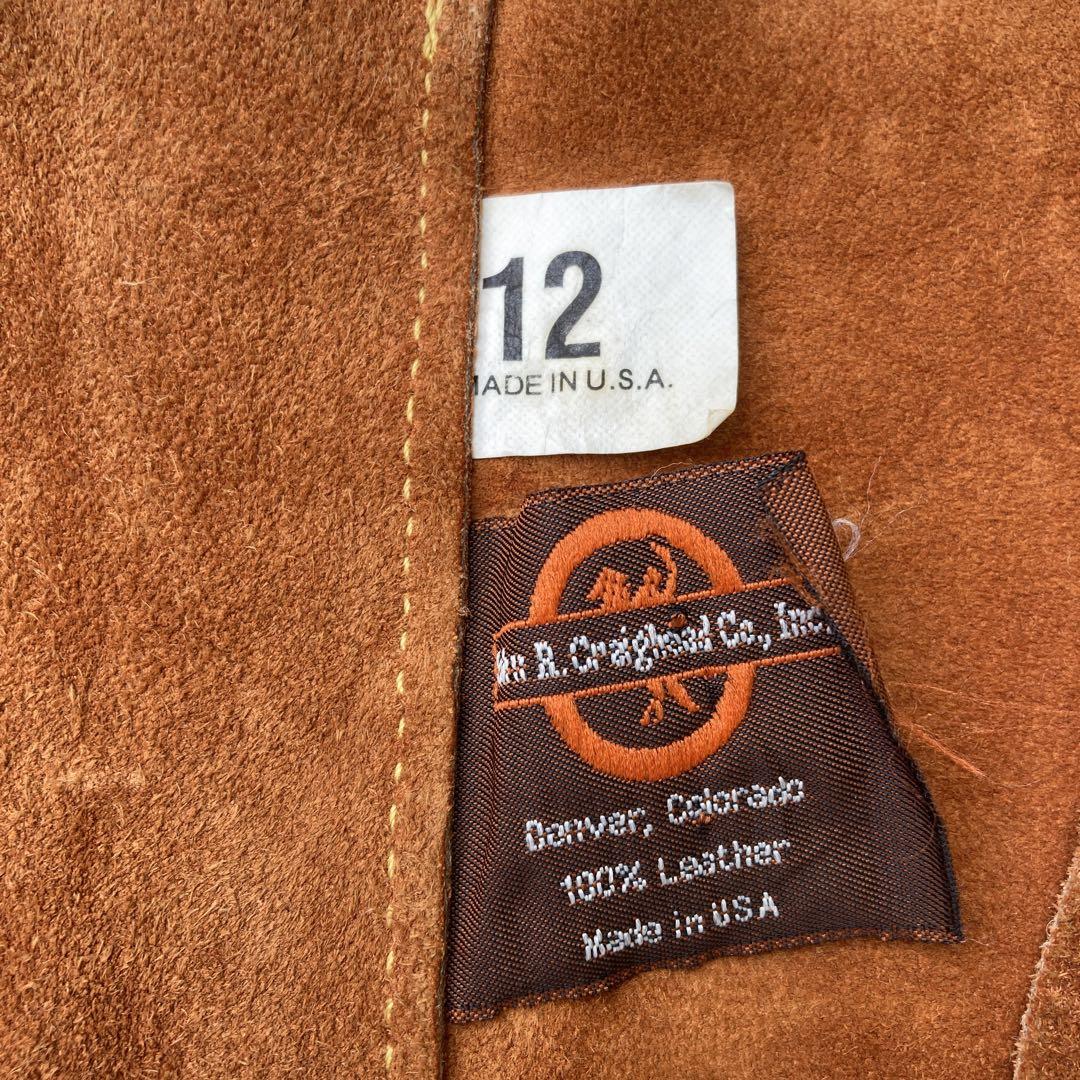 12
MADE IN U.S.A.
R. Craighead Co., Inc.
Denver, Colorado
100% Leather
Made in USA